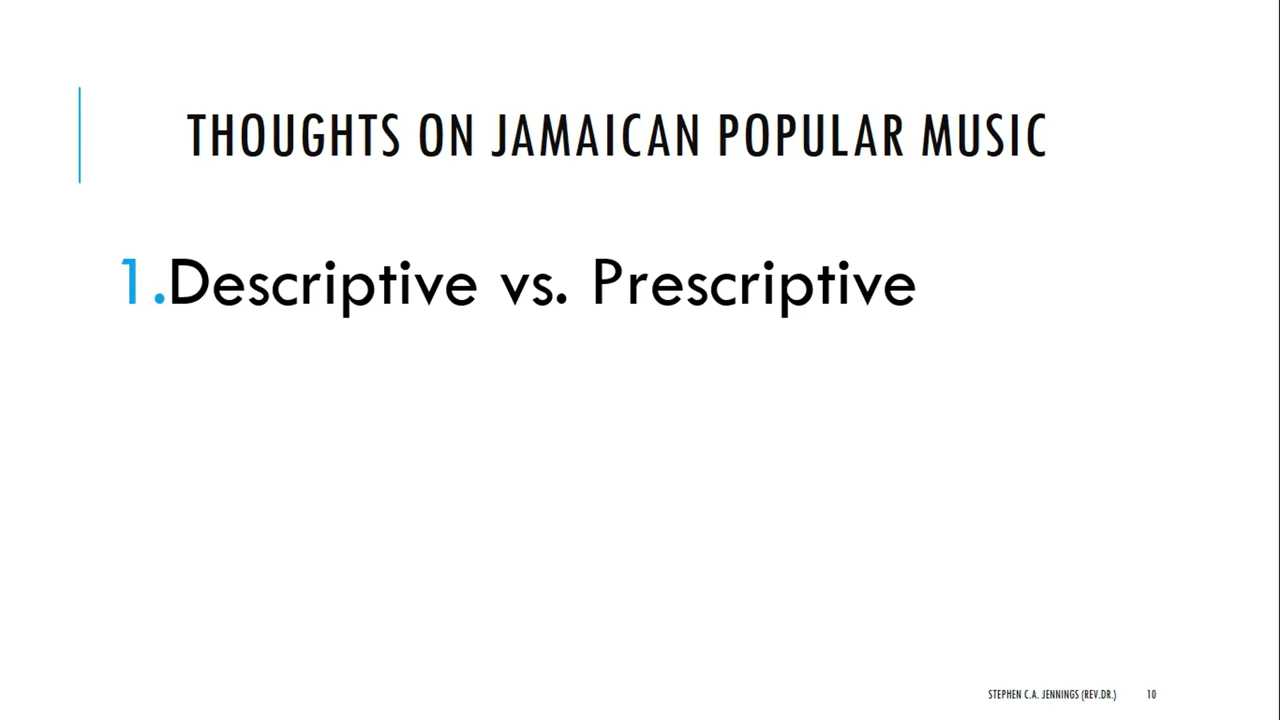 THOUGHTS ON JAMAICAN POPULAR MUSIC
1.Descriptive vs. Prescriptive
STEPHEN C.A. JENNINGS (REV.DR.) 10